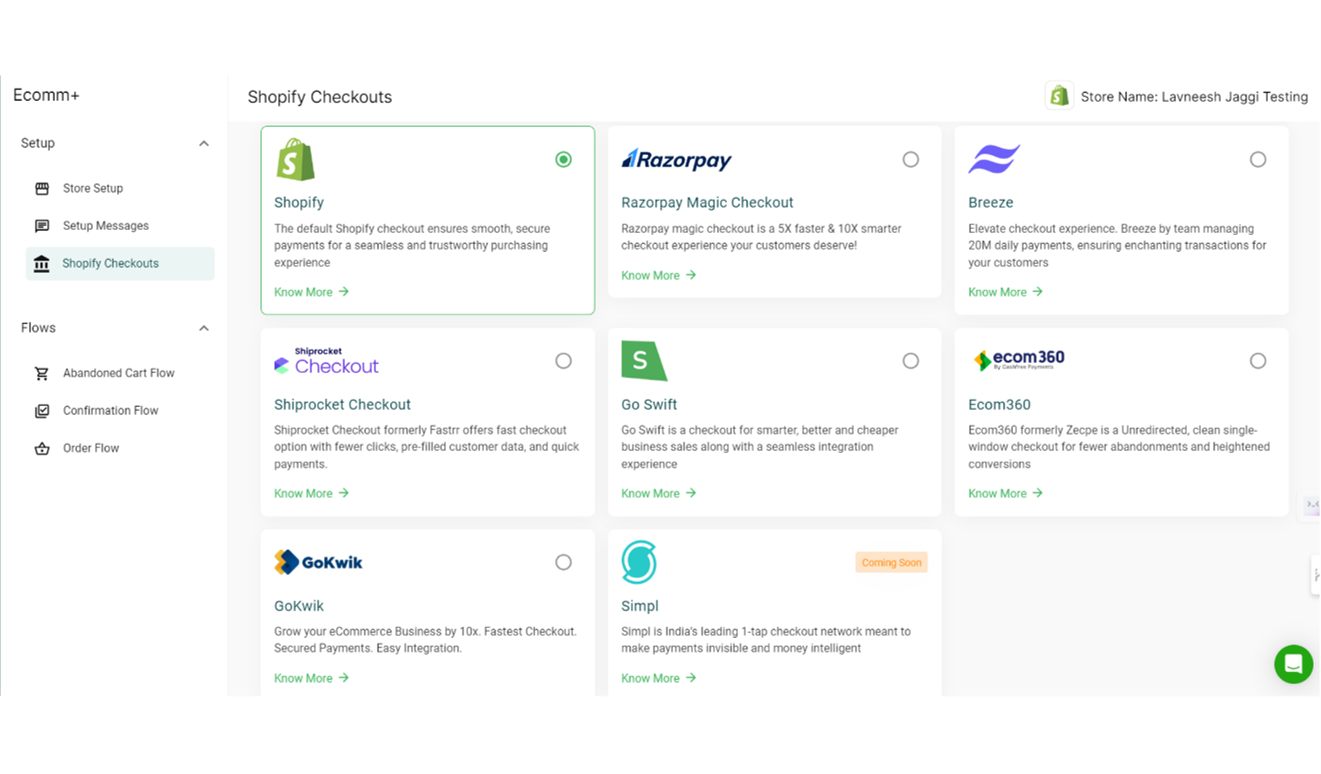 Ecomm+
Setup
Store Setup
Setup Messages
Shopify Checkouts
Flows
Abandoned Cart Flow
Confirmation Flow
Order Flow
Shopify Checkouts
Store Name: Lavneesh Jaggi Testing
S
Shopify
The default Shopify checkout ensures smooth, secure
payments for a seamless and trustworthy purchasing
experience
Know More →
Razorpay
Razorpay Magic Checkout
Razorpay magic checkout is a 5X faster & 10X smarter
checkout experience your customers deserve!
Know More →
Breeze
Elevate checkout experience. Breeze by team managing
20M daily payments, ensuring enchanting transactions for
your customers
Know More →
Shiprocket
Checkout
Shiprocket Checkout
Shiprocket Checkout formerly Fastrr offers fast checkout
option with fewer clicks, pre-filled customer data, and quick
payments.
Know More →
S
Go Swift
Go Swift is a checkout for smarter, better and cheaper
business sales along with a seamless integration
experience
Know More →
ecom360
By Cashfree Payments
Ecom360
Ecom360 formerly Zecpe is a Unredirected, clean single-
window checkout for fewer abandonments and heightened
conversions
Know More →
GoKwik
GoKwik
Grow your eCommerce Business by 10x. Fastest Checkout.
Secured Payments. Easy Integration.
Know More →
Coming Soon
Simpl
Simpl is India's leading 1-tap checkout network meant to
make payments invisible and money intelligent
Know More →